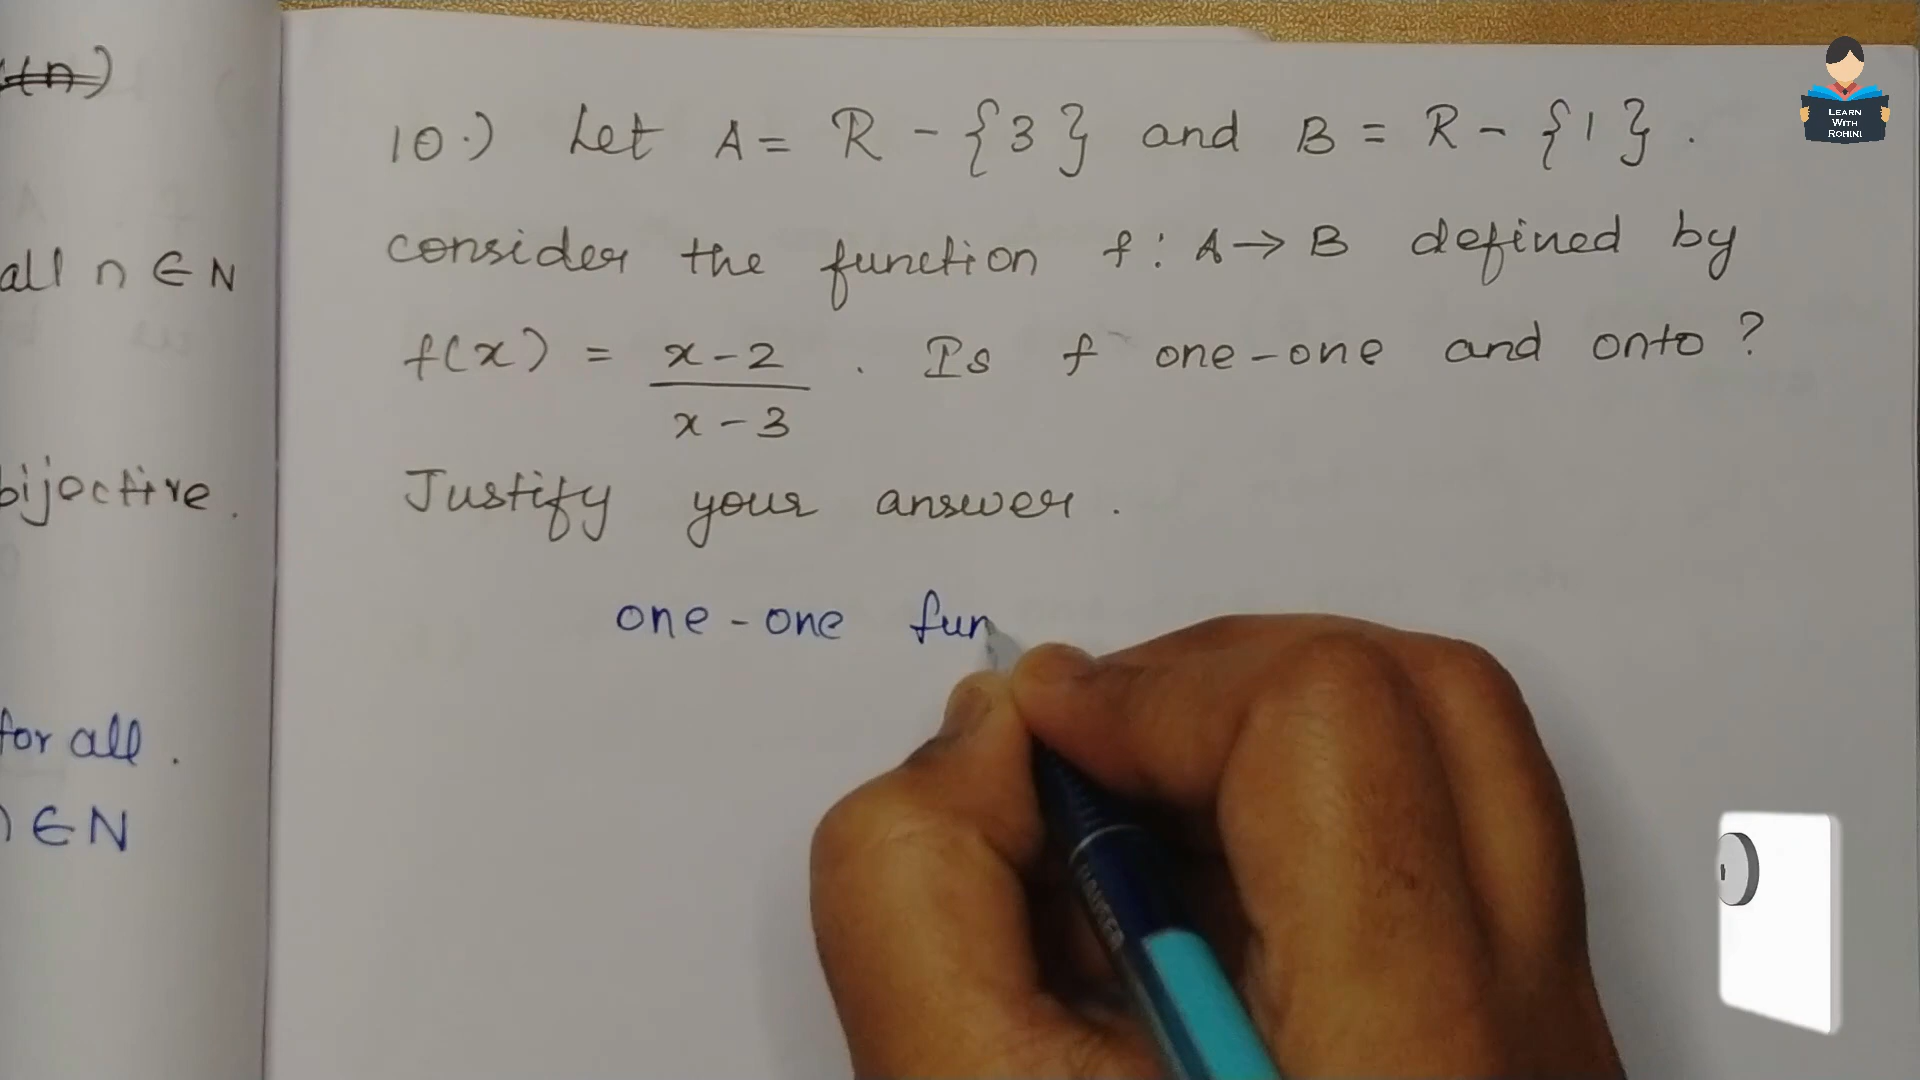 (n)
all n ∈ N
bijective.
for all.
∈ N
10.) Let A = R - {3} and B = R - {1}.
consider the function f: A → B defined by
f(x) = x-2 / x-3 . Is f one-one and onto?
Justify your answer.
one-one fun
LEARN
WITH
ROHINI